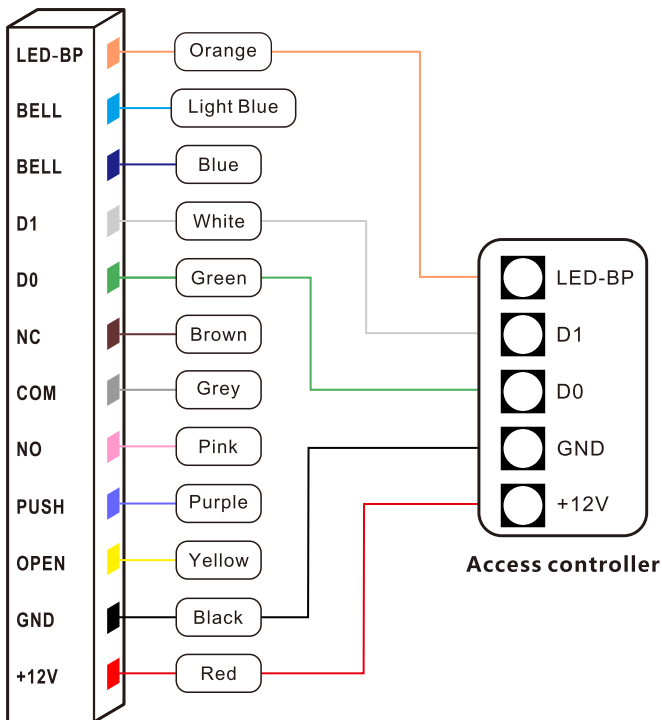 LED-BP Orange
BELL Light Blue
BELL Blue
D1 White
D0 Green
NC Brown
COM Grey
NO Pink
PUSH Purple
OPEN Yellow
GND Black
+12V Red
LED-BP
D1
D0
GND
+12V
Access controller